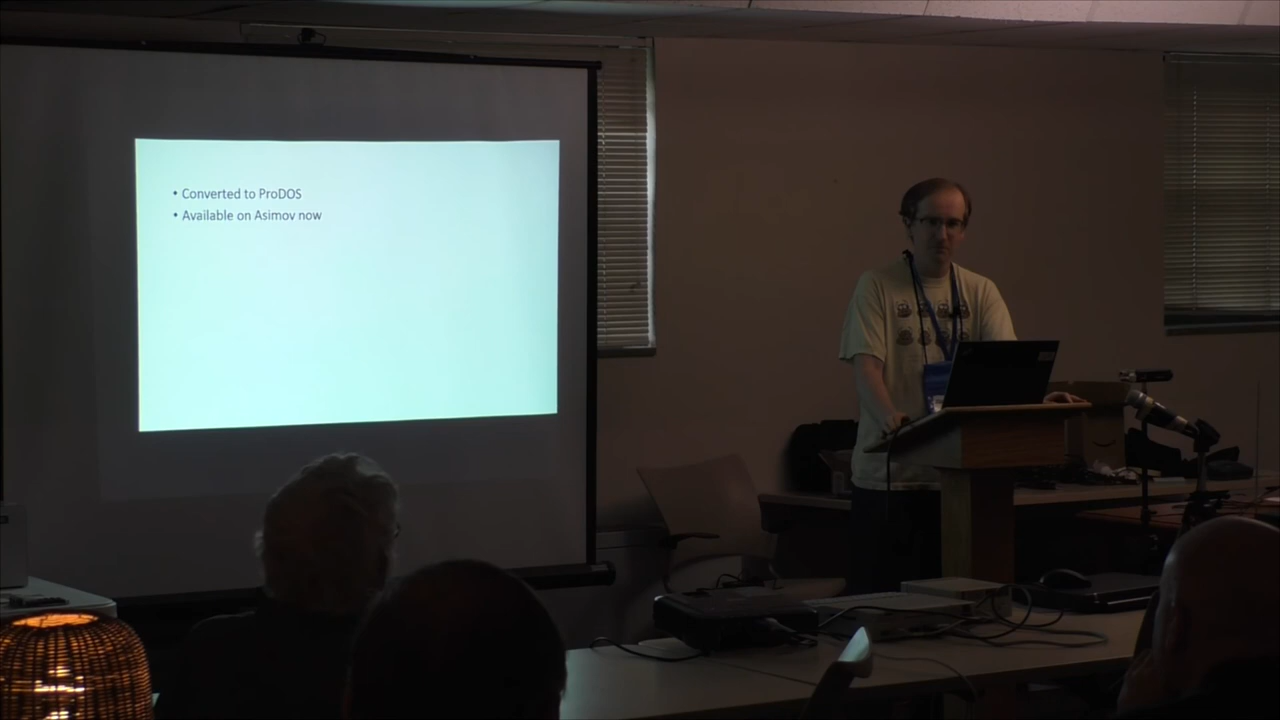 • Converted to ProDOS
• Available on Asimov now